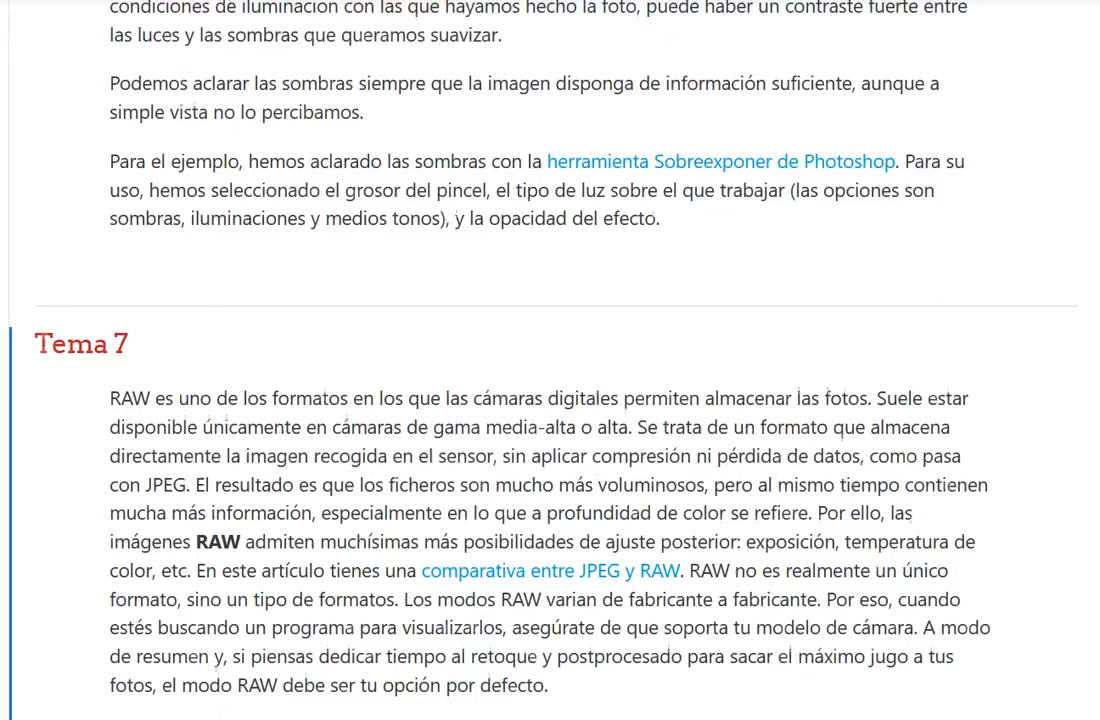 condiciones de iluminación con las que hayamos hecho la foto, puede haber un contraste fuerte entre
las luces y las sombras que queramos suavizar.
Podemos aclarar las sombras siempre que la imagen disponga de información suficiente, aunque a
simple vista no lo percibamos.
Para el ejemplo, hemos aclarado las sombras con la herramienta Sobreexponer de Photoshop. Para su
uso, hemos seleccionado el grosor del pincel, el tipo de luz sobre el que trabajar (las opciones son
sombras, iluminaciones y medios tonos), y la opacidad del efecto.
Tema 7
RAW es uno de los formatos en los que las cámaras digitales permiten almacenar las fotos. Suele estar
disponible únicamente en cámaras de gama media-alta o alta. Se trata de un formato que almacena
directamente la imagen recogida en el sensor, sin aplicar compresión ni pérdida de datos, como pasa
con JPEG. El resultado es que los ficheros son mucho más voluminosos, pero al mismo tiempo contienen
mucha más información, especialmente en lo que a profundidad de color se refiere. Por ello, las
imágenes RAW admiten muchísimas más posibilidades de ajuste posterior: exposición, temperatura de
color, etc. En este artículo tienes una comparativa entre JPEG y RAW. RAW no es realmente un único
formato, sino un tipo de formatos. Los modos RAW varian de fabricante a fabricante. Por eso, cuando
estés buscando un programa para visualizarlos, asegúrate de que soporta tu modelo de cámara. A modo
de resumen y, si piensas dedicar tiempo al retoque y postprocesado para sacar el máximo jugo a tus
fotos, el modo RAW debe ser tu opción por defecto.